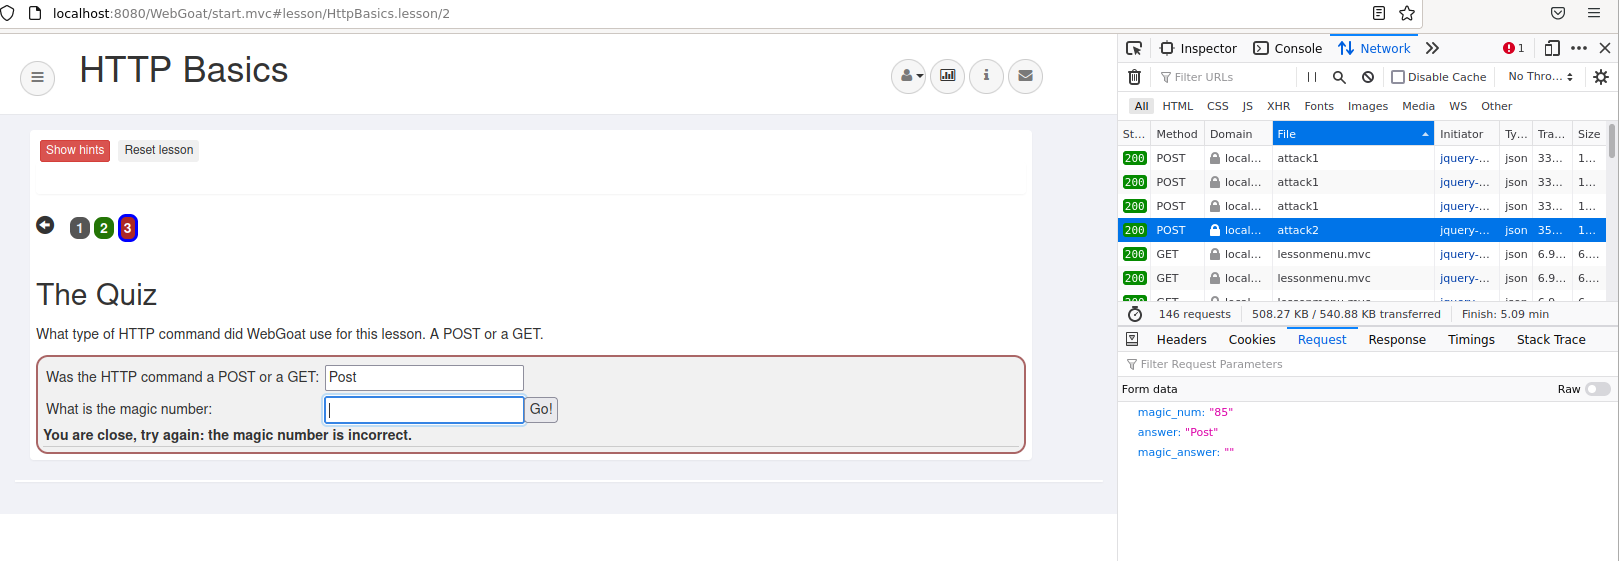 localhost:8080/WebGoat/start.mvc#lesson/HttpBasics.lesson/2
HTTP Basics
Show hints Reset lesson
1 2 3
The Quiz
What type of HTTP command did WebGoat use for this lesson. A POST or a GET.
Was the HTTP command a POST or a GET: Post
What is the magic number: Go!
You are close, try again: the magic number is incorrect.
Inspector Console Network 1
Filter URLs Disable Cache No Thro...
All HTML CSS JS XHR Fonts Images Media WS Other
St... Method Domain File Initiator Ty... Tra... Size
200 POST local... attack1 jquery-... json 33... 1...
200 POST local... attack1 jquery-... json 33... 1...
200 POST local... attack1 jquery-... json 33... 1...
200 POST local... attack2 jquery-... json 35... 1...
200 GET local... lessonmenu.mvc jquery-... json 6.9... 6....
200 GET local... lessonmenu.mvc jquery-... json 6.9... 6....
146 requests 508.27 KB / 540.88 KB transferred Finish: 5.09 min
Headers Cookies Request Response Timings Stack Trace
Filter Request Parameters
Form data Raw
magic_num: "85"
answer: "Post"
magic_answer: ""